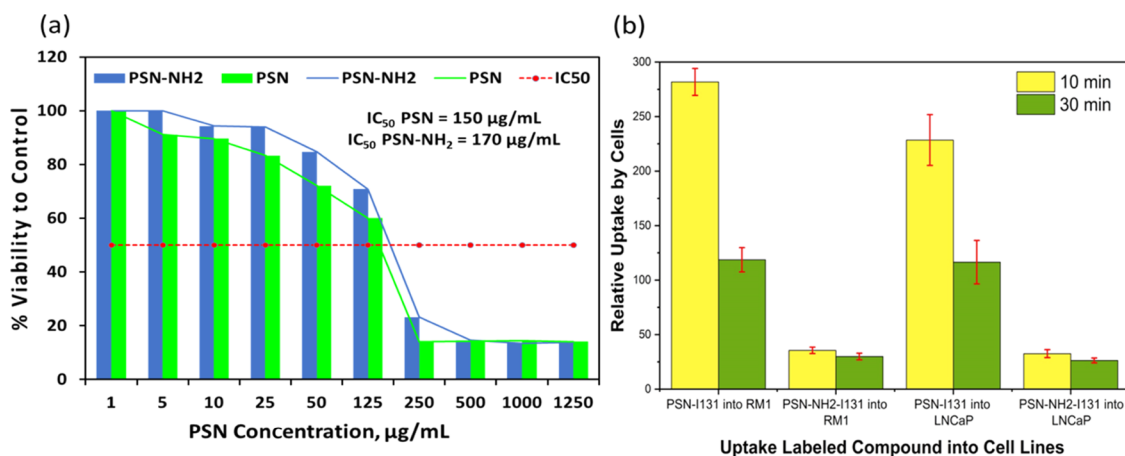 (a)
120
100
80
60
40
20
0
% Viability to Control
PSN-NH2 PSN PSN-NH2 PSN IC50
IC₅₀ PSN = 150 µg/mL
IC₅₀ PSN-NH₂ = 170 µg/mL
1 5 10 25 50 125 250 500 1000 1250
PSN Concentration, µg/mL
(b)
300
250
200
150
100
50
0
Relative Uptake by Cells
10 min
30 min
PSN-I131 into RM1
PSN-NH2-I131 into
RM1
PSN-I131 into
LNCaP
PSN-NH2-I131 into
LNCaP
Uptake Labeled Compound into Cell Lines